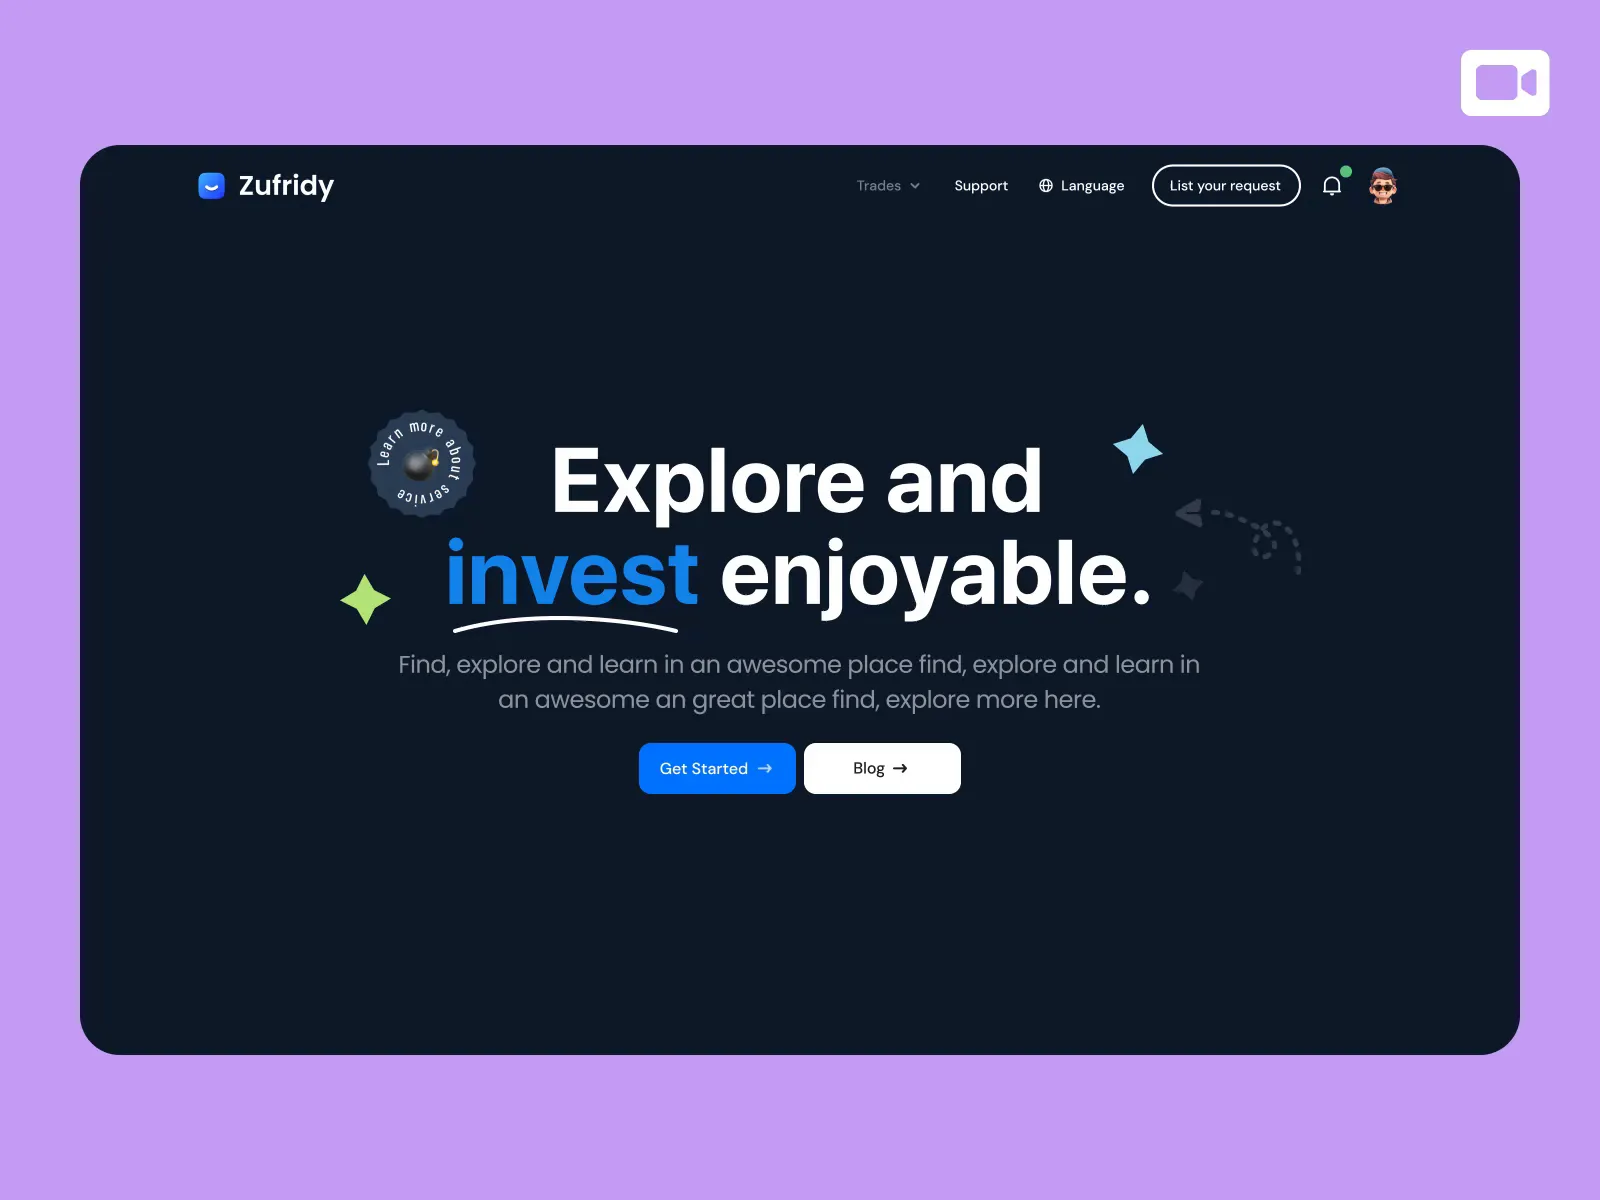 Zufridy
Trades
Support
Language
List your request
Learn more about service
Explore and
invest enjoyable.
Find, explore and learn in an awesome place find, explore and learn in
an awesome an great place find, explore more here.
Get Started →
Blog →